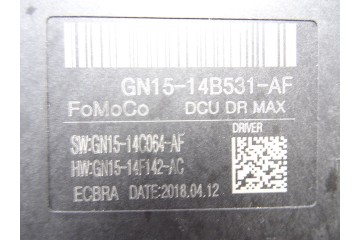 GN15-14B531-AF
FoMoCo DCU DR MAX
SW:GN15-14C064-AF DRIVER
HW:GN15-14F142-AC
ECBRA DATE:2018.04.12